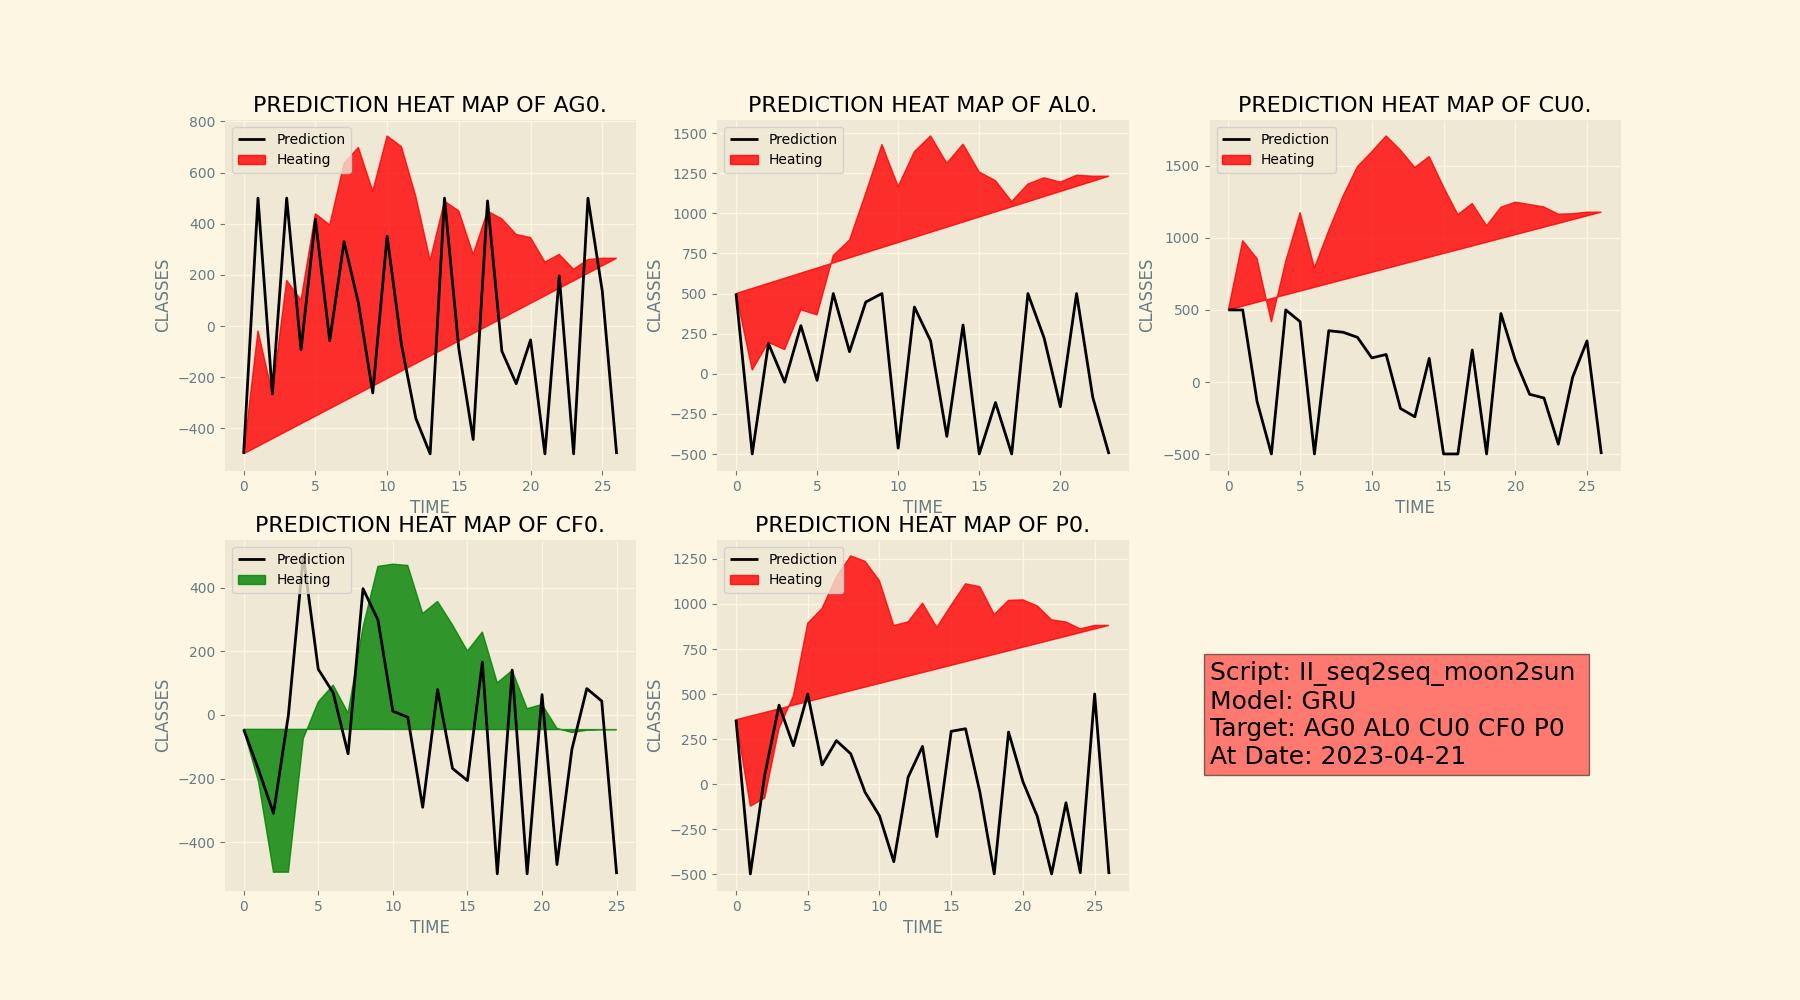 PREDICTION HEAT MAP OF AG0.
800
600
400
200
0
−200
−400
CLASSES
Prediction
Heating
0 5 10 15 20 25
TIME
PREDICTION HEAT MAP OF AL0.
1500
1250
1000
750
500
250
0
−250
−500
CLASSES
Prediction
Heating
0 5 10 15 20
TIME
PREDICTION HEAT MAP OF CU0.
1500
1000
500
0
−500
CLASSES
Prediction
Heating
0 5 10 15 20 25
TIME
PREDICTION HEAT MAP OF CF0.
400
200
0
−200
−400
CLASSES
Prediction
Heating
0 5 10 15 20 25
TIME
PREDICTION HEAT MAP OF P0.
1250
1000
750
500
250
0
−250
−500
CLASSES
Prediction
Heating
0 5 10 15 20 25
TIME
Script: II_seq2seq_moon2sun
Model: GRU
Target: AG0 AL0 CU0 CF0 P0
At Date: 2023-04-21